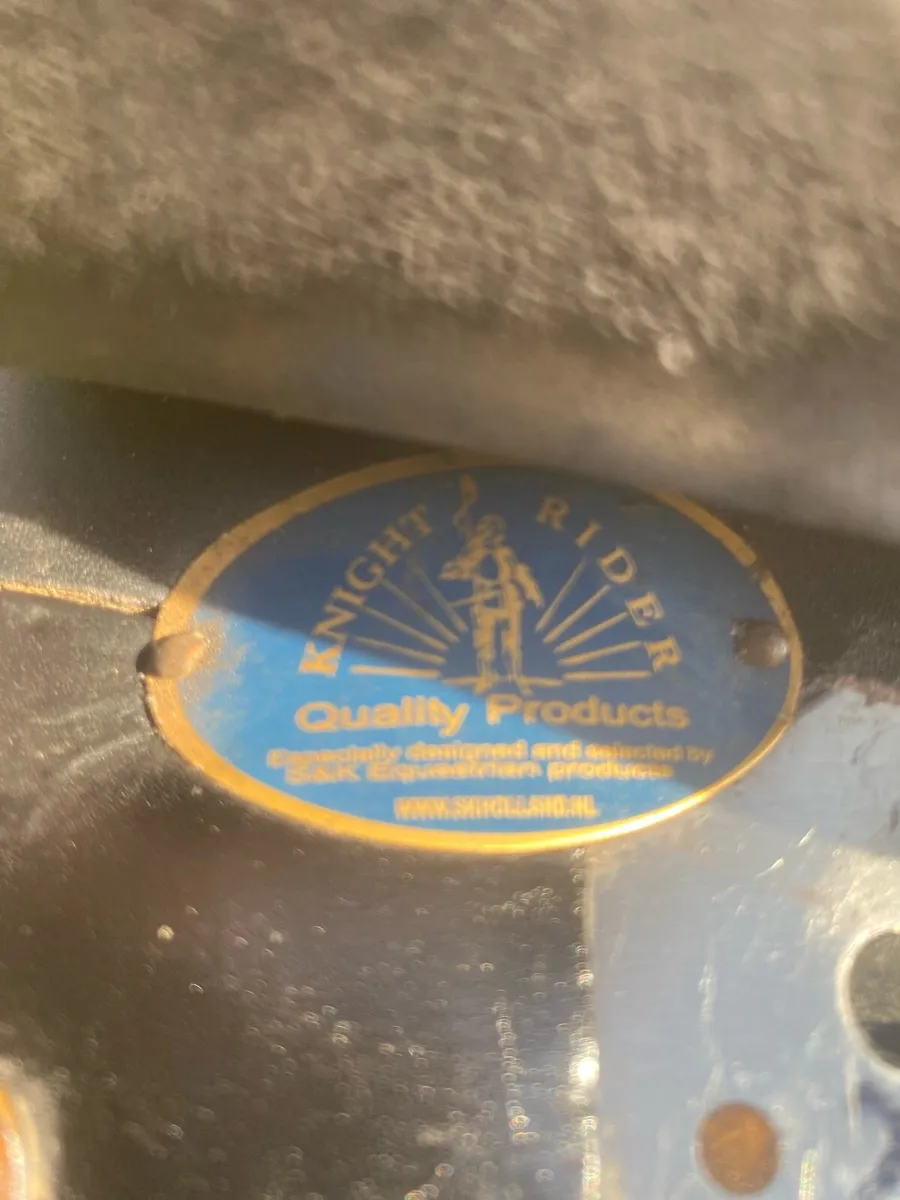 KNIGHT RIDER
Quality Products
Especially designed and selected by
S&K Equestrian products
WWW.SKHOLLAND.NL